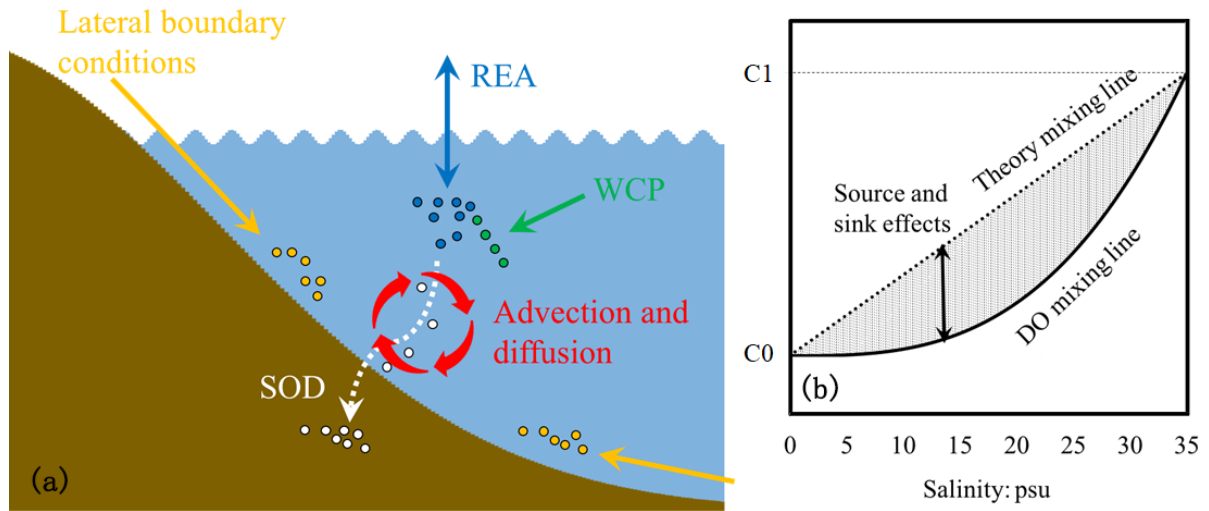 Lateral boundary
conditions
REA
WCP
Advection and
diffusion
SOD
(a)
C1
C0
Theory mixing line
Source and
sink effects
DO mixing line
(b)
0 5 10 15 20 25 30 35
Salinity: psu